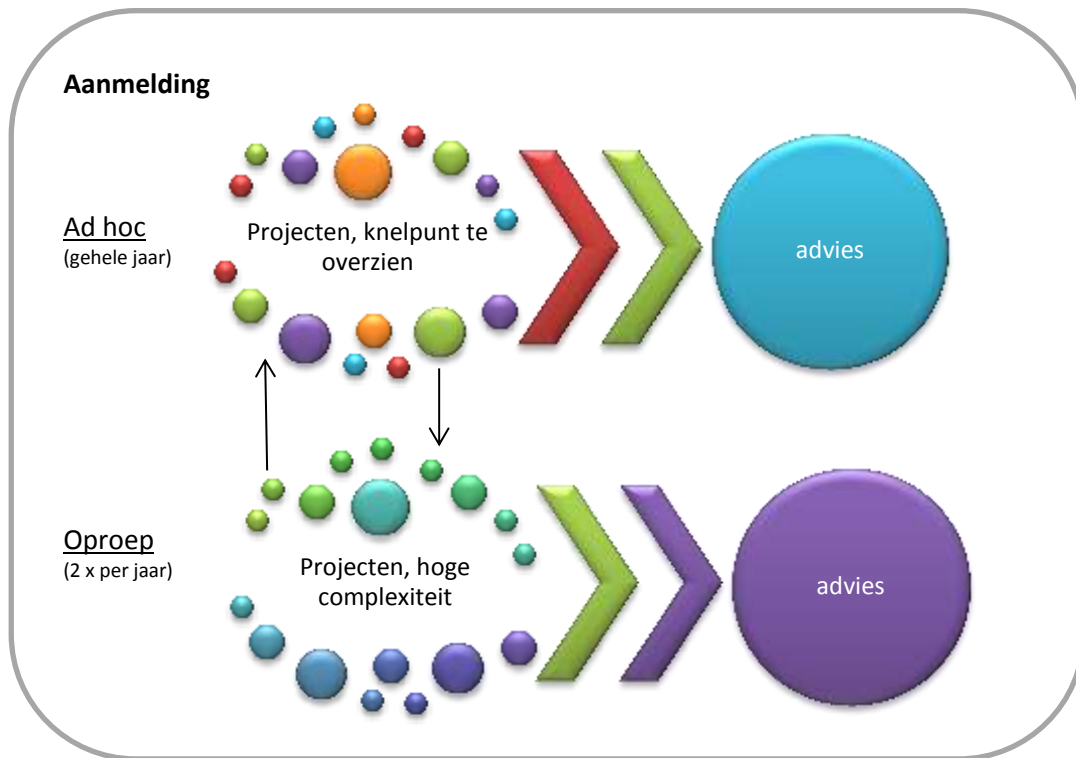 Aanmelding
Ad hoc
(gehele jaar)
Projecten, knelpunt te
overzien
advies
Oproep
(2 x per jaar)
Projecten, hoge
complexiteit
advies